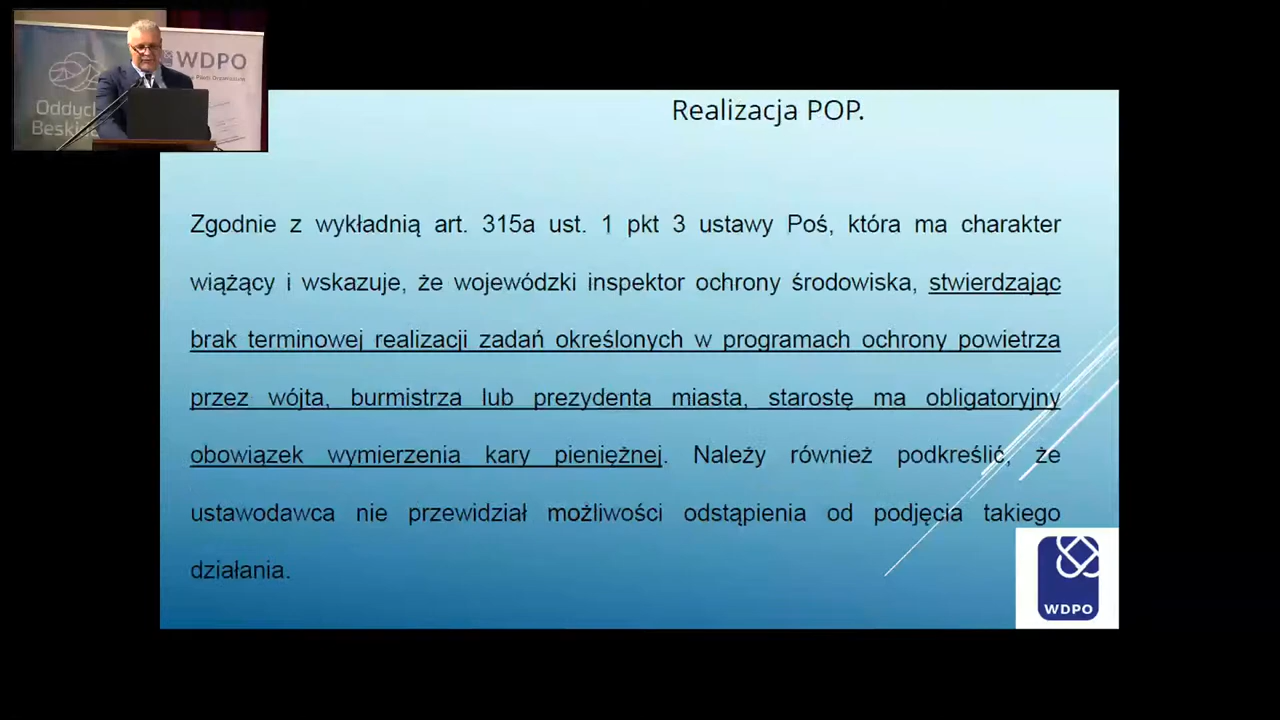 WDPO
Oddych
Beski
Realizacja POP.
Zgodnie z wykładnią art. 315a ust. 1 pkt 3 ustawy Poś, która ma charakter
wiążący i wskazuje, że wojewódzki inspektor ochrony środowiska, stwierdzając
brak terminowej realizacji zadań określonych w programach ochrony powietrza
przez wójta, burmistrza lub prezydenta miasta, starostę ma obligatoryjny
obowiązek wymierzenia kary pieniężnej. Należy również podkreślić, że
ustawodawca nie przewidział możliwości odstąpienia od podjęcia takiego
działania.
WDPO